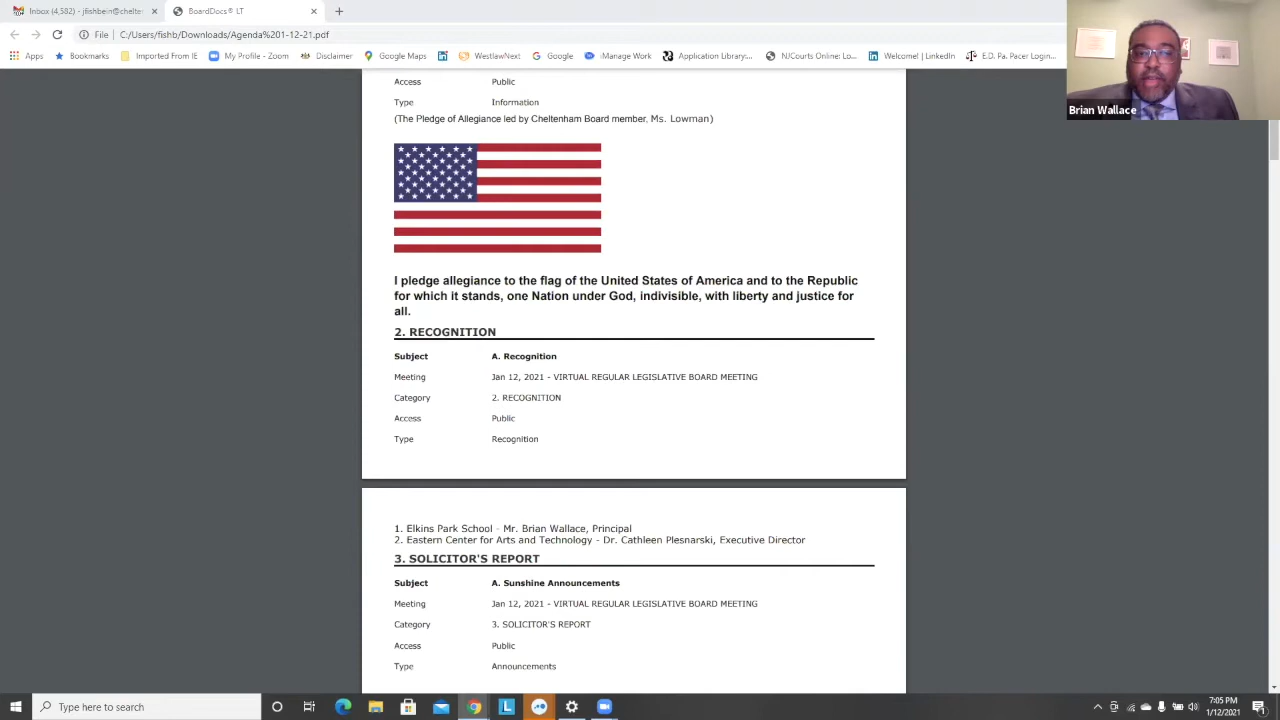 Inbox (4,582) - jfishbein@chelten
BoardDocs® LT
File
C:/Users/fishb/Downloads/Agenda%201-12-21.pdf
Apps
Bookmarks
Imported From IE
My Profile - Zoom
Disclaimer
Google Maps
WestlawNext
Google
iManage Work
Application Library:...
NJCourts Online: Lo...
Welcome! | LinkedIn
E.D. Pa. Pacer Login...
Brian Wallace
Access Public
Type Information
(The Pledge of Allegiance led by Cheltenham Board member, Ms. Lowman)
I pledge allegiance to the flag of the United States of America and to the Republic
for which it stands, one Nation under God, indivisible, with liberty and justice for
all.
2. RECOGNITION
Subject A. Recognition
Meeting Jan 12, 2021 - VIRTUAL REGULAR LEGISLATIVE BOARD MEETING
Category 2. RECOGNITION
Access Public
Type Recognition
1. Elkins Park School - Mr. Brian Wallace, Principal
2. Eastern Center for Arts and Technology - Dr. Cathleen Plesnarski, Executive Director
3. SOLICITOR'S REPORT
Subject A. Sunshine Announcements
Meeting Jan 12, 2021 - VIRTUAL REGULAR LEGISLATIVE BOARD MEETING
Category 3. SOLICITOR'S REPORT
Access Public
Type Announcements
Type here to search
7:05 PM
1/12/2021